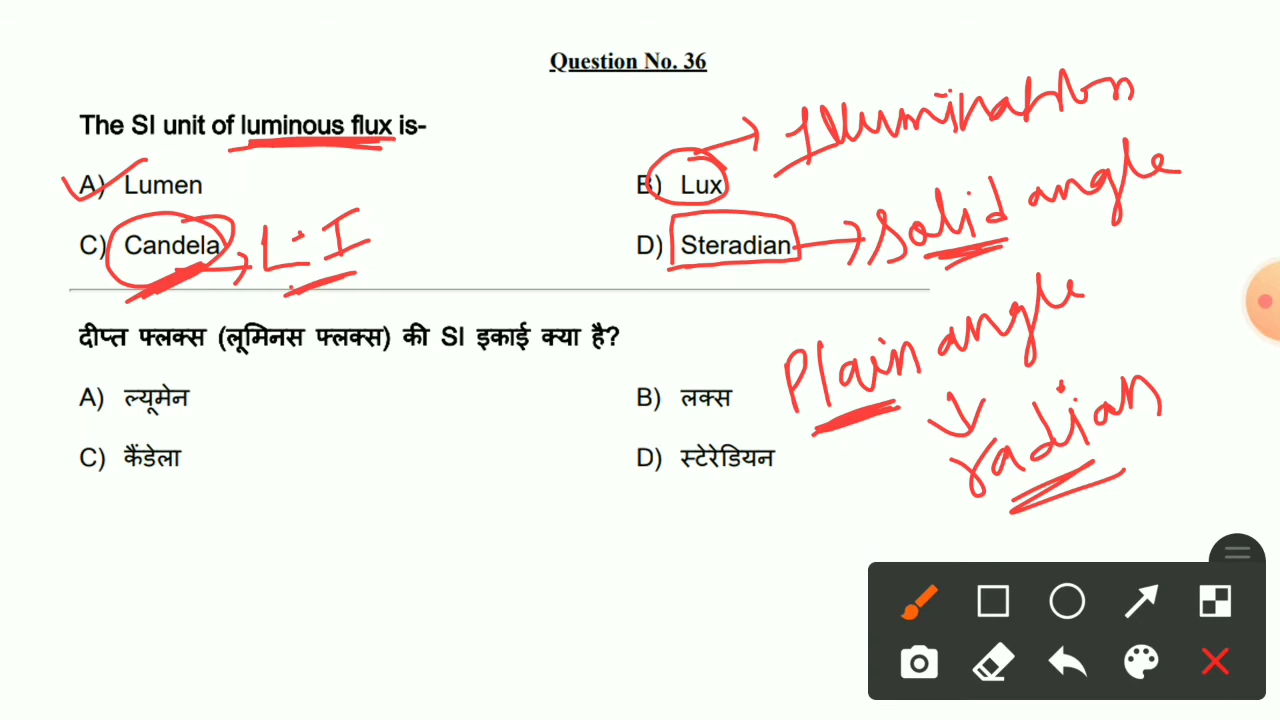 Question No. 36
The SI unit of luminous flux is-
A) Lumen
B) Lux
→ Illumination
C) Candela
→ L·I
D) Steradian
→ Solid angle
दीप्त फ्लक्स (लूमिनस फ्लक्स) की SI इकाई क्या है?
Plain angle
↓
radian
A) ल्यूमेन
B) लक्स
C) कैंडेला
D) स्टेरेडियन